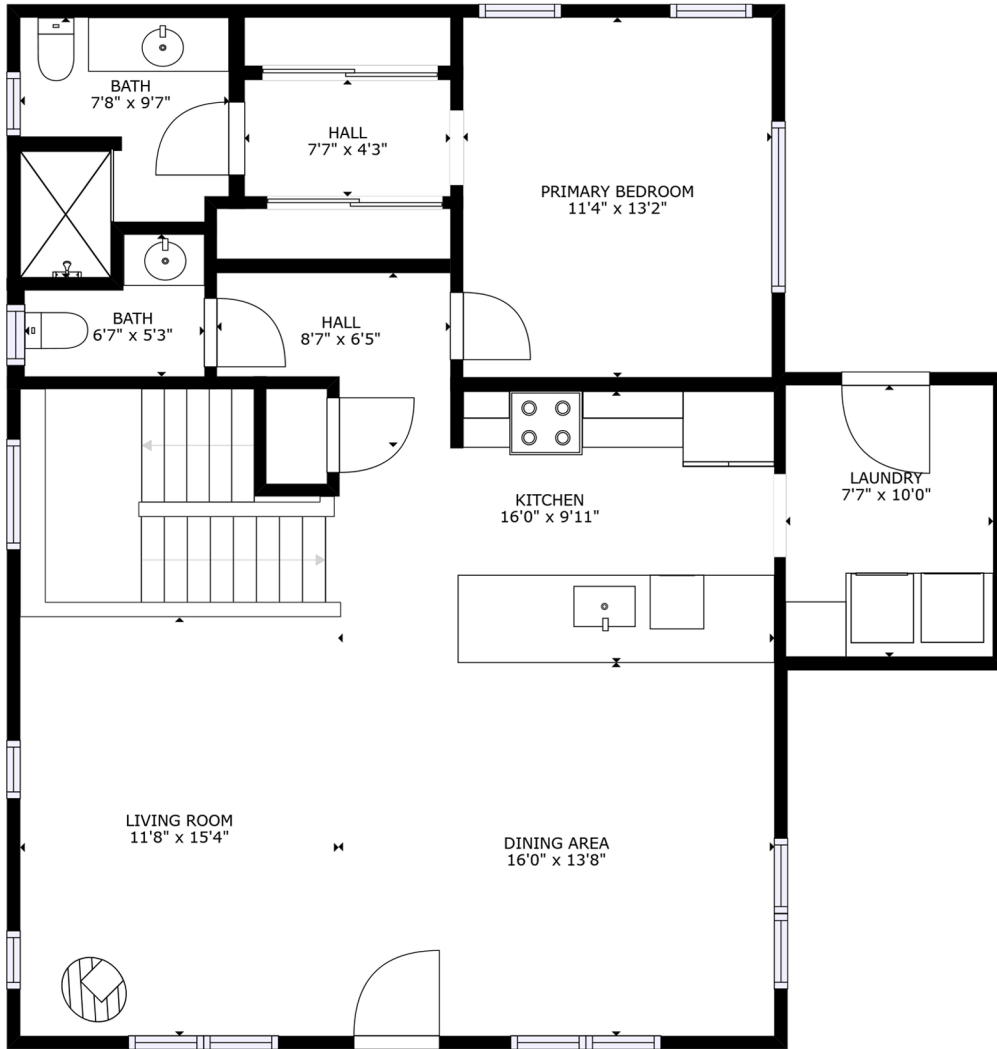 BATH
7'8" x 9'7"
HALL
7'7" x 4'3"
PRIMARY BEDROOM
11'4" x 13'2"
BATH
6'7" x 5'3"
HALL
8'7" x 6'5"
KITCHEN
16'0" x 9'11"
LAUNDRY
7'7" x 10'0"
LIVING ROOM
11'8" x 15'4"
DINING AREA
16'0" x 13'8"